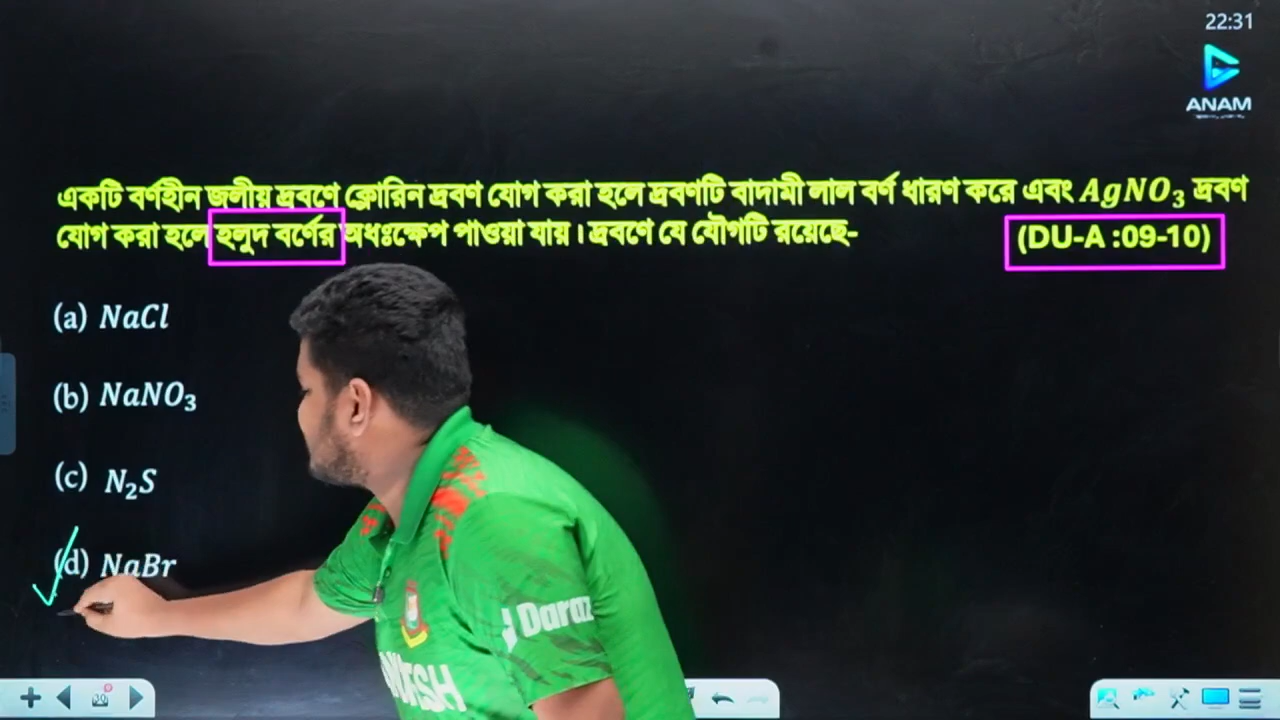 22:31
ANAM
একটি বর্ণহীন জলীয় দ্রবণে ক্লোরিন দ্রবণ যোগ করা হলে দ্রবণটি বাদামী লাল বর্ণ ধারণ করে এবং AgNO₃ দ্রবণ
যোগ করা হলে হলুদ বর্ণের অধঃক্ষেপ পাওয়া যায়। দ্রবণে যে যৌগটি রয়েছে- (DU-A :09-10)
(a) NaCl
(b) NaNO₃
(c) N₂S
(d) NaBr
Daraz